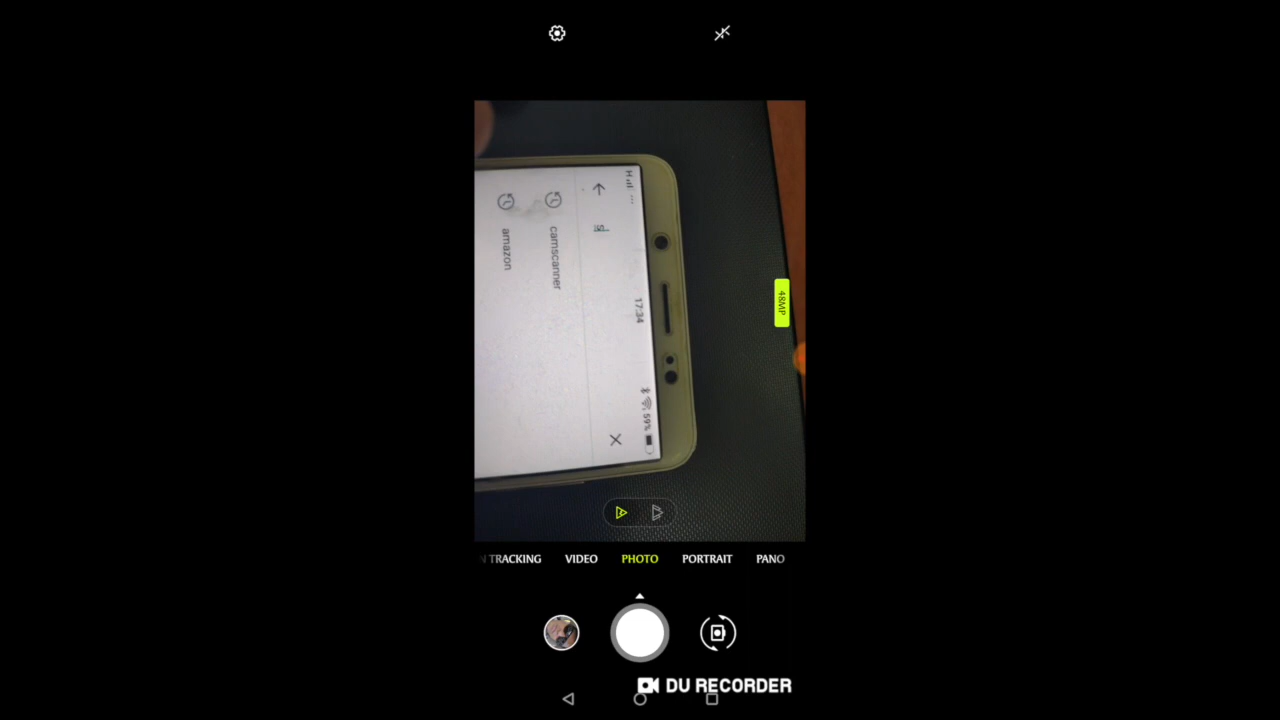 17:34
59%
camscanner
amazon
48MP
TRACKING VIDEO PHOTO PORTRAIT PANO
DU RECORDER